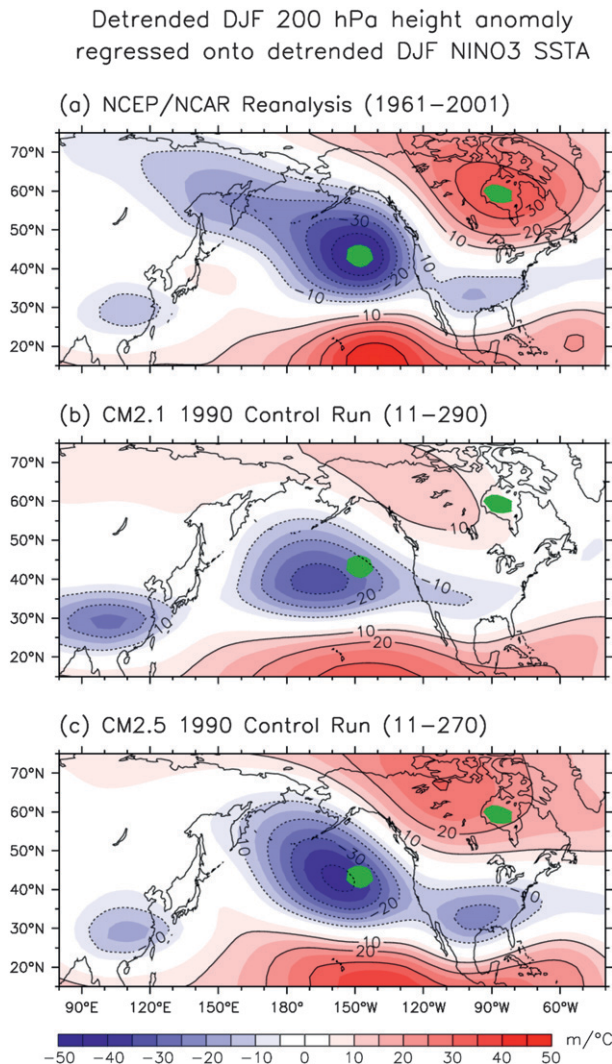 Detrended DJF 200 hPa height anomaly
regressed onto detrended DJF NINO3 SSTA
(a) NCEP/NCAR Reanalysis (1961−2001)
70°N
60°N
50°N
40°N
30°N
20°N
−30
−20
−10
10
30
20
10
10
(b) CM2.1 1990 Control Run (11−290)
70°N
60°N
50°N
40°N
30°N
20°N
10
−10
−20
−10
10
20
(c) CM2.5 1990 Control Run (11−270)
70°N
60°N
50°N
40°N
30°N
20°N
−10
−30
−20
10
20
−10
10
20
90°E
120°E
150°E
180°
150°W
120°W
90°W
60°W
−50
−40
−30
−20
−10
0
10
20
30
40
50
m/°C